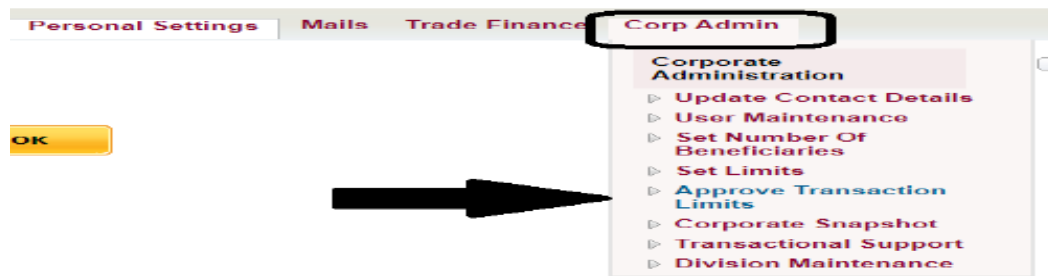 Personal Settings Mails Trade Finance Corp Admin
Corporate
Administration
Update Contact Details
User Maintenance
OK
Set Number Of
Beneficiaries
Set Limits
Approve Transaction
Limits
Corporate Snapshot
Transactional Support
Division Maintenance